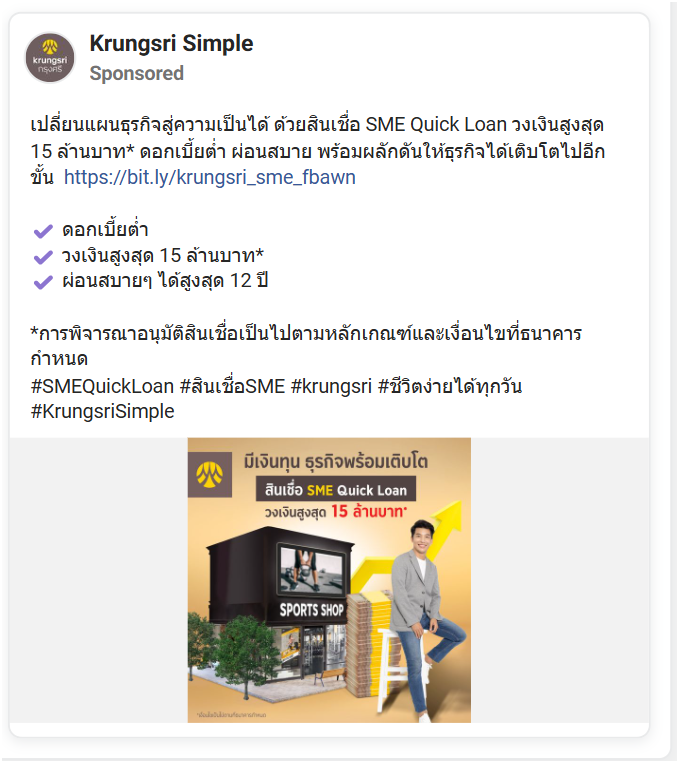 Krungsri Simple
Sponsored
krungsri
กรุงศรี
เปลี่ยนแผนธุรกิจสู่ความเป็นได้ ด้วยสินเชื่อ SME Quick Loan วงเงินสูงสุด
15 ล้านบาท* ดอกเบี้ยต่ำ ผ่อนสบาย พร้อมผลักดันให้ธุรกิจได้เติบโตไปอีก
ขั้น https://bit.ly/krungsri_sme_fbawn
ดอกเบี้ยต่ำ
วงเงินสูงสุด 15 ล้านบาท*
ผ่อนสบายๆ ได้สูงสุด 12 ปี
*การพิจารณาอนุมัติสินเชื่อเป็นไปตามหลักเกณฑ์และเงื่อนไขที่ธนาคาร
กำหนด
#SMEQuickLoan #สินเชื่อSME #krungsri #ชีวิตง่ายได้ทุกวัน
#KrungsriSimple
มีเงินทุน ธุรกิจพร้อมเติบโต
สินเชื่อ SME Quick Loan
วงเงินสูงสุด 15 ล้านบาท*
SPORTS SHOP